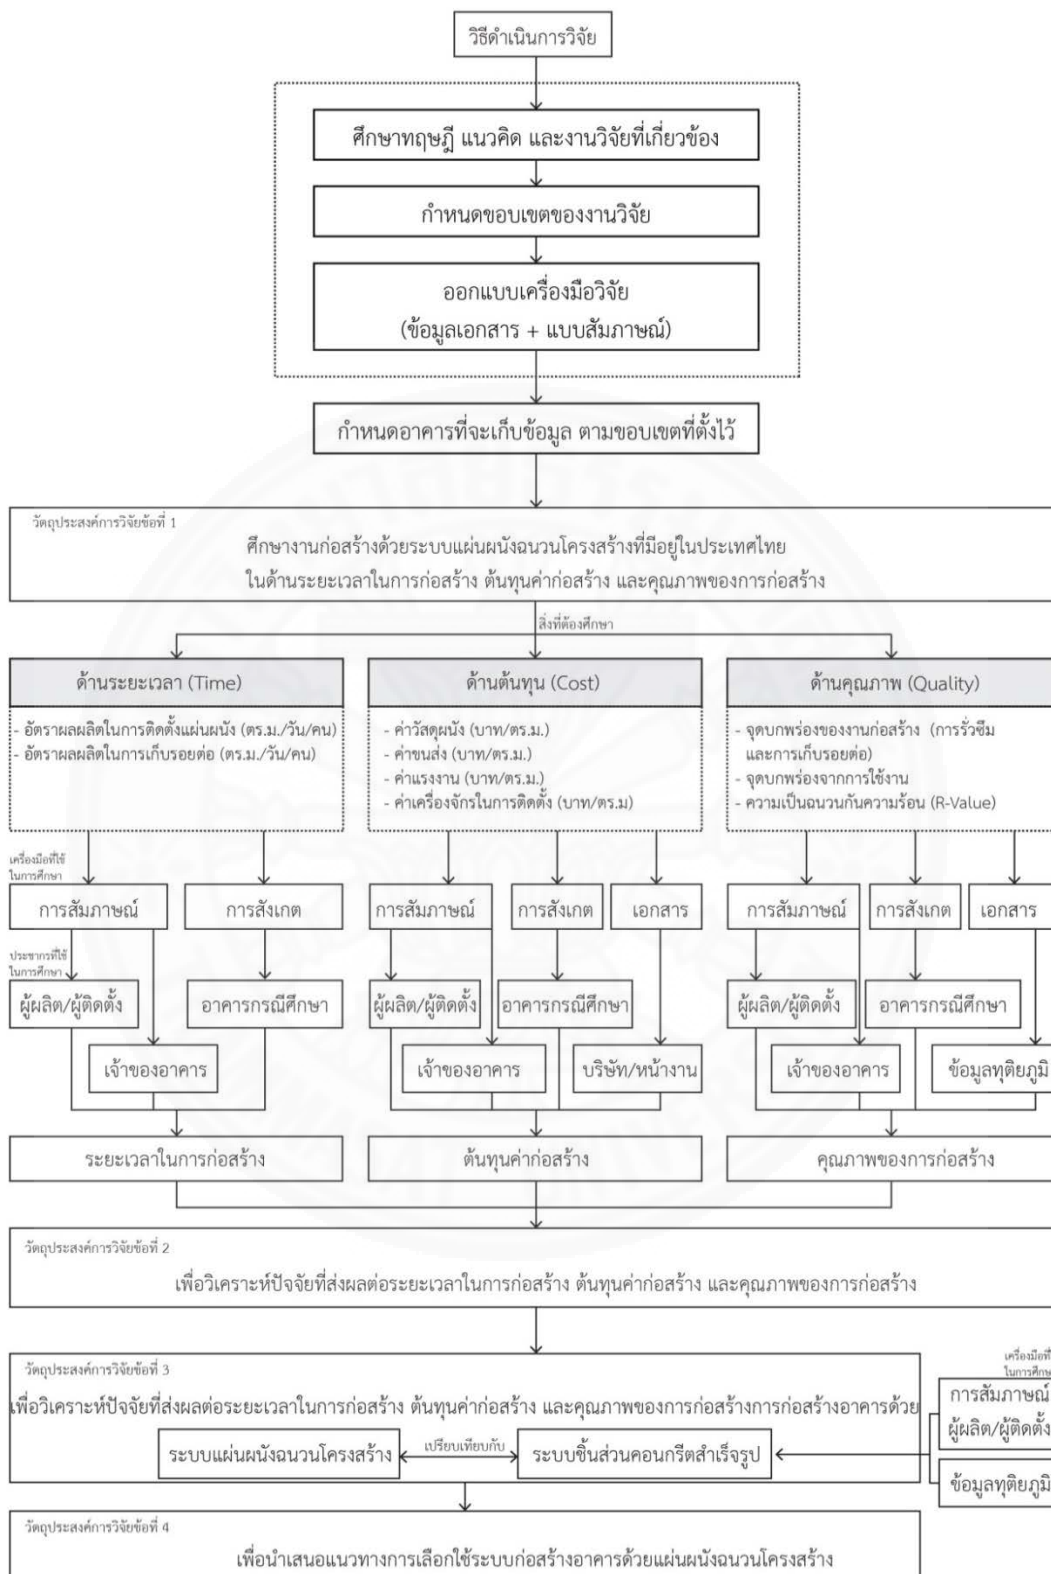 วิธีดำเนินการวิจัย
ศึกษาทฤษฎี แนวคิด และงานวิจัยที่เกี่ยวข้อง
กำหนดขอบเขตของงานวิจัย
ออกแบบเครื่องมือวิจัย
(ข้อมูลเอกสาร + แบบสัมภาษณ์)
กำหนดอาคารที่จะเก็บข้อมูล ตามขอบเขตที่ตั้งไว้
วัตถุประสงค์การวิจัยข้อที่ 1
ศึกษางานก่อสร้างด้วยระบบแผ่นผนังฉนวนโครงสร้างที่มีอยู่ในประเทศไทย
ในด้านระยะเวลาในการก่อสร้าง ต้นทุนค่าก่อสร้าง และคุณภาพของการก่อสร้าง
สิ่งที่ต้องศึกษา
ด้านระยะเวลา (Time)
- อัตราผลผลิตในการติดตั้งแผ่นผนัง (ตร.ม./วัน/คน)
- อัตราผลผลิตในการเก็บรอยต่อ (ตร.ม./วัน/คน)
ด้านต้นทุน (Cost)
- ค่าวัสดุผนัง (บาท/ตร.ม.)
- ค่าขนส่ง (บาท/ตร.ม.)
- ค่าแรงงาน (บาท/ตร.ม.)
- ค่าเครื่องจักรในการติดตั้ง (บาท/ตร.ม)
ด้านคุณภาพ (Quality)
- จุดบกพร่องของงานก่อสร้าง (การรั่วซึม
และการเก็บรอยต่อ)
- จุดบกพร่องจากการใช้งาน
- ความเป็นฉนวนกันความร้อน (R-Value)
เครื่องมือที่ใช้
ในการศึกษา
การสัมภาษณ์
การสังเกต
การสัมภาษณ์
การสังเกต
เอกสาร
การสัมภาษณ์
การสังเกต
เอกสาร
ประชากรที่ใช้
ในการศึกษา
ผู้ผลิต/ผู้ติดตั้ง
อาคารกรณีศึกษา
ผู้ผลิต/ผู้ติดตั้ง
อาคารกรณีศึกษา
ผู้ผลิต/ผู้ติดตั้ง
อาคารกรณีศึกษา
เจ้าของอาคาร
เจ้าของอาคาร
บริษัท/หน้างาน
เจ้าของอาคาร
ข้อมูลทุติยภูมิ
ระยะเวลาในการก่อสร้าง
ต้นทุนค่าก่อสร้าง
คุณภาพของการก่อสร้าง
วัตถุประสงค์การวิจัยข้อที่ 2
เพื่อวิเคราะห์ปัจจัยที่ส่งผลต่อระยะเวลาในการก่อสร้าง ต้นทุนค่าก่อสร้าง และคุณภาพของการก่อสร้าง
วัตถุประสงค์การวิจัยข้อที่ 3
เพื่อวิเคราะห์ปัจจัยที่ส่งผลต่อระยะเวลาในการก่อสร้าง ต้นทุนค่าก่อสร้าง และคุณภาพของการก่อสร้างการก่อสร้างอาคารด้วย
ระบบแผ่นผนังฉนวนโครงสร้าง
เปรียบเทียบกับ
ระบบชิ้นส่วนคอนกรีตสำเร็จรูป
เครื่องมือที่
ในการศึกษ
การสัมภาษณ์
ผู้ผลิต/ผู้ติดตั้ง
ข้อมูลทุติยภูมิ
วัตถุประสงค์การวิจัยข้อที่ 4
เพื่อนำเสนอแนวทางการเลือกใช้ระบบก่อสร้างอาคารด้วยแผ่นผนังฉนวนโครงสร้าง